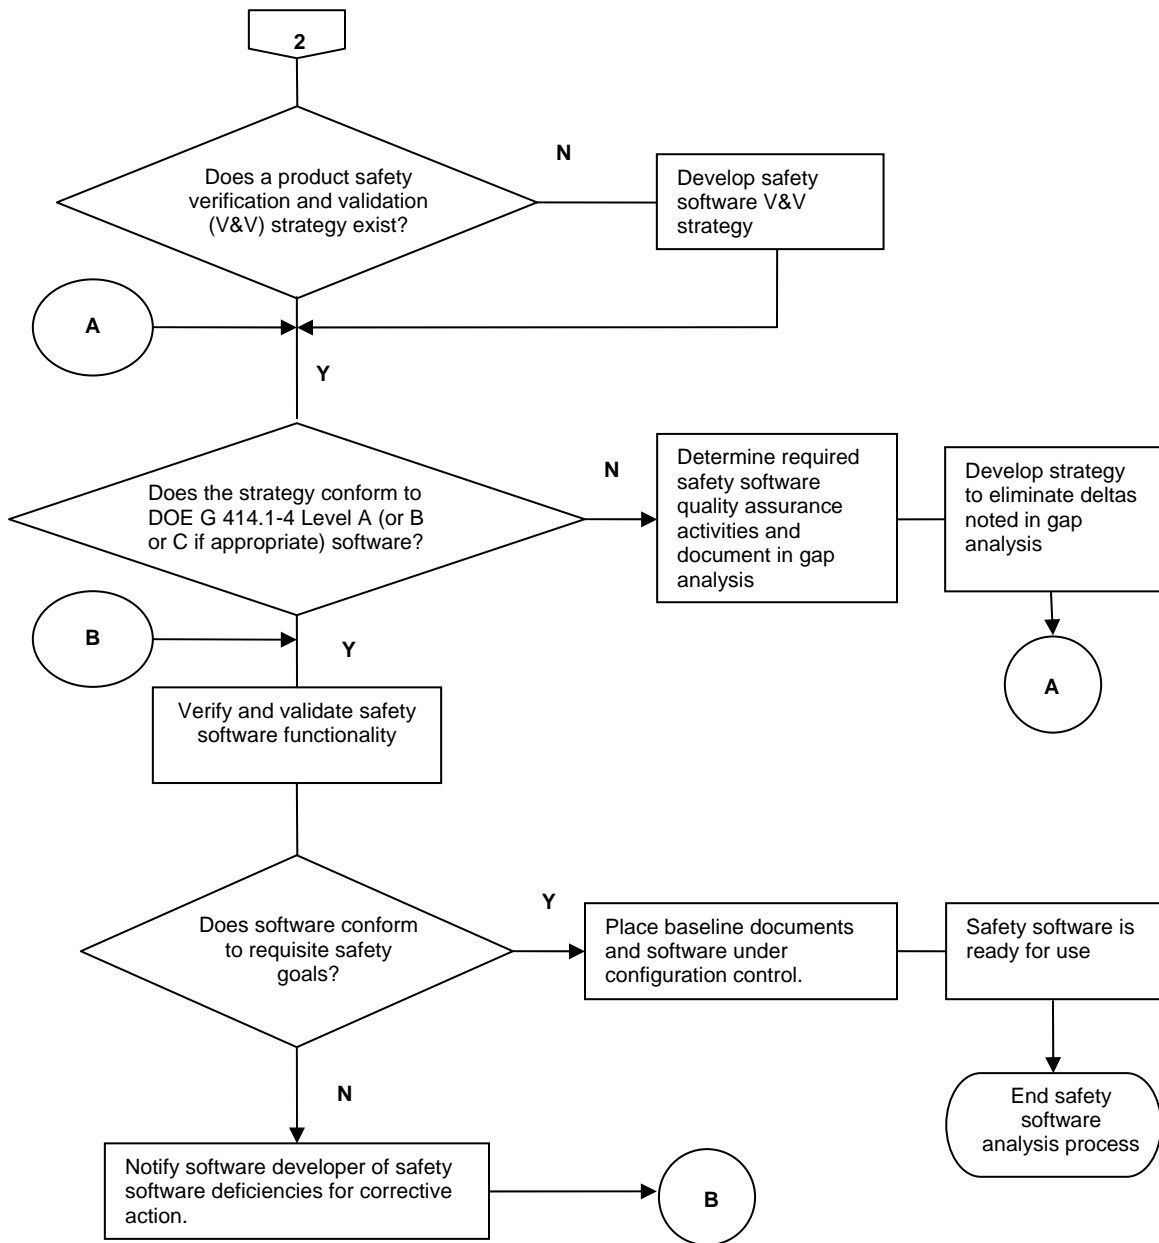 2
Does a product safety
verification and validation
(V&V) strategy exist?
N
Develop safety
software V&V
strategy
A
Y
Does the strategy conform to
DOE G 414.1-4 Level A (or B
or C if appropriate) software?
N
Determine required
safety software
quality assurance
activities and
document in gap
analysis
Develop strategy
to eliminate deltas
noted in gap
analysis
A
B
Y
Verify and validate safety
software functionality
Does software conform
to requisite safety
goals?
Y
Place baseline documents
and software under
configuration control.
Safety software is
ready for use
End safety
software
analysis process
N
Notify software developer of safety
software deficiencies for corrective
action.
B